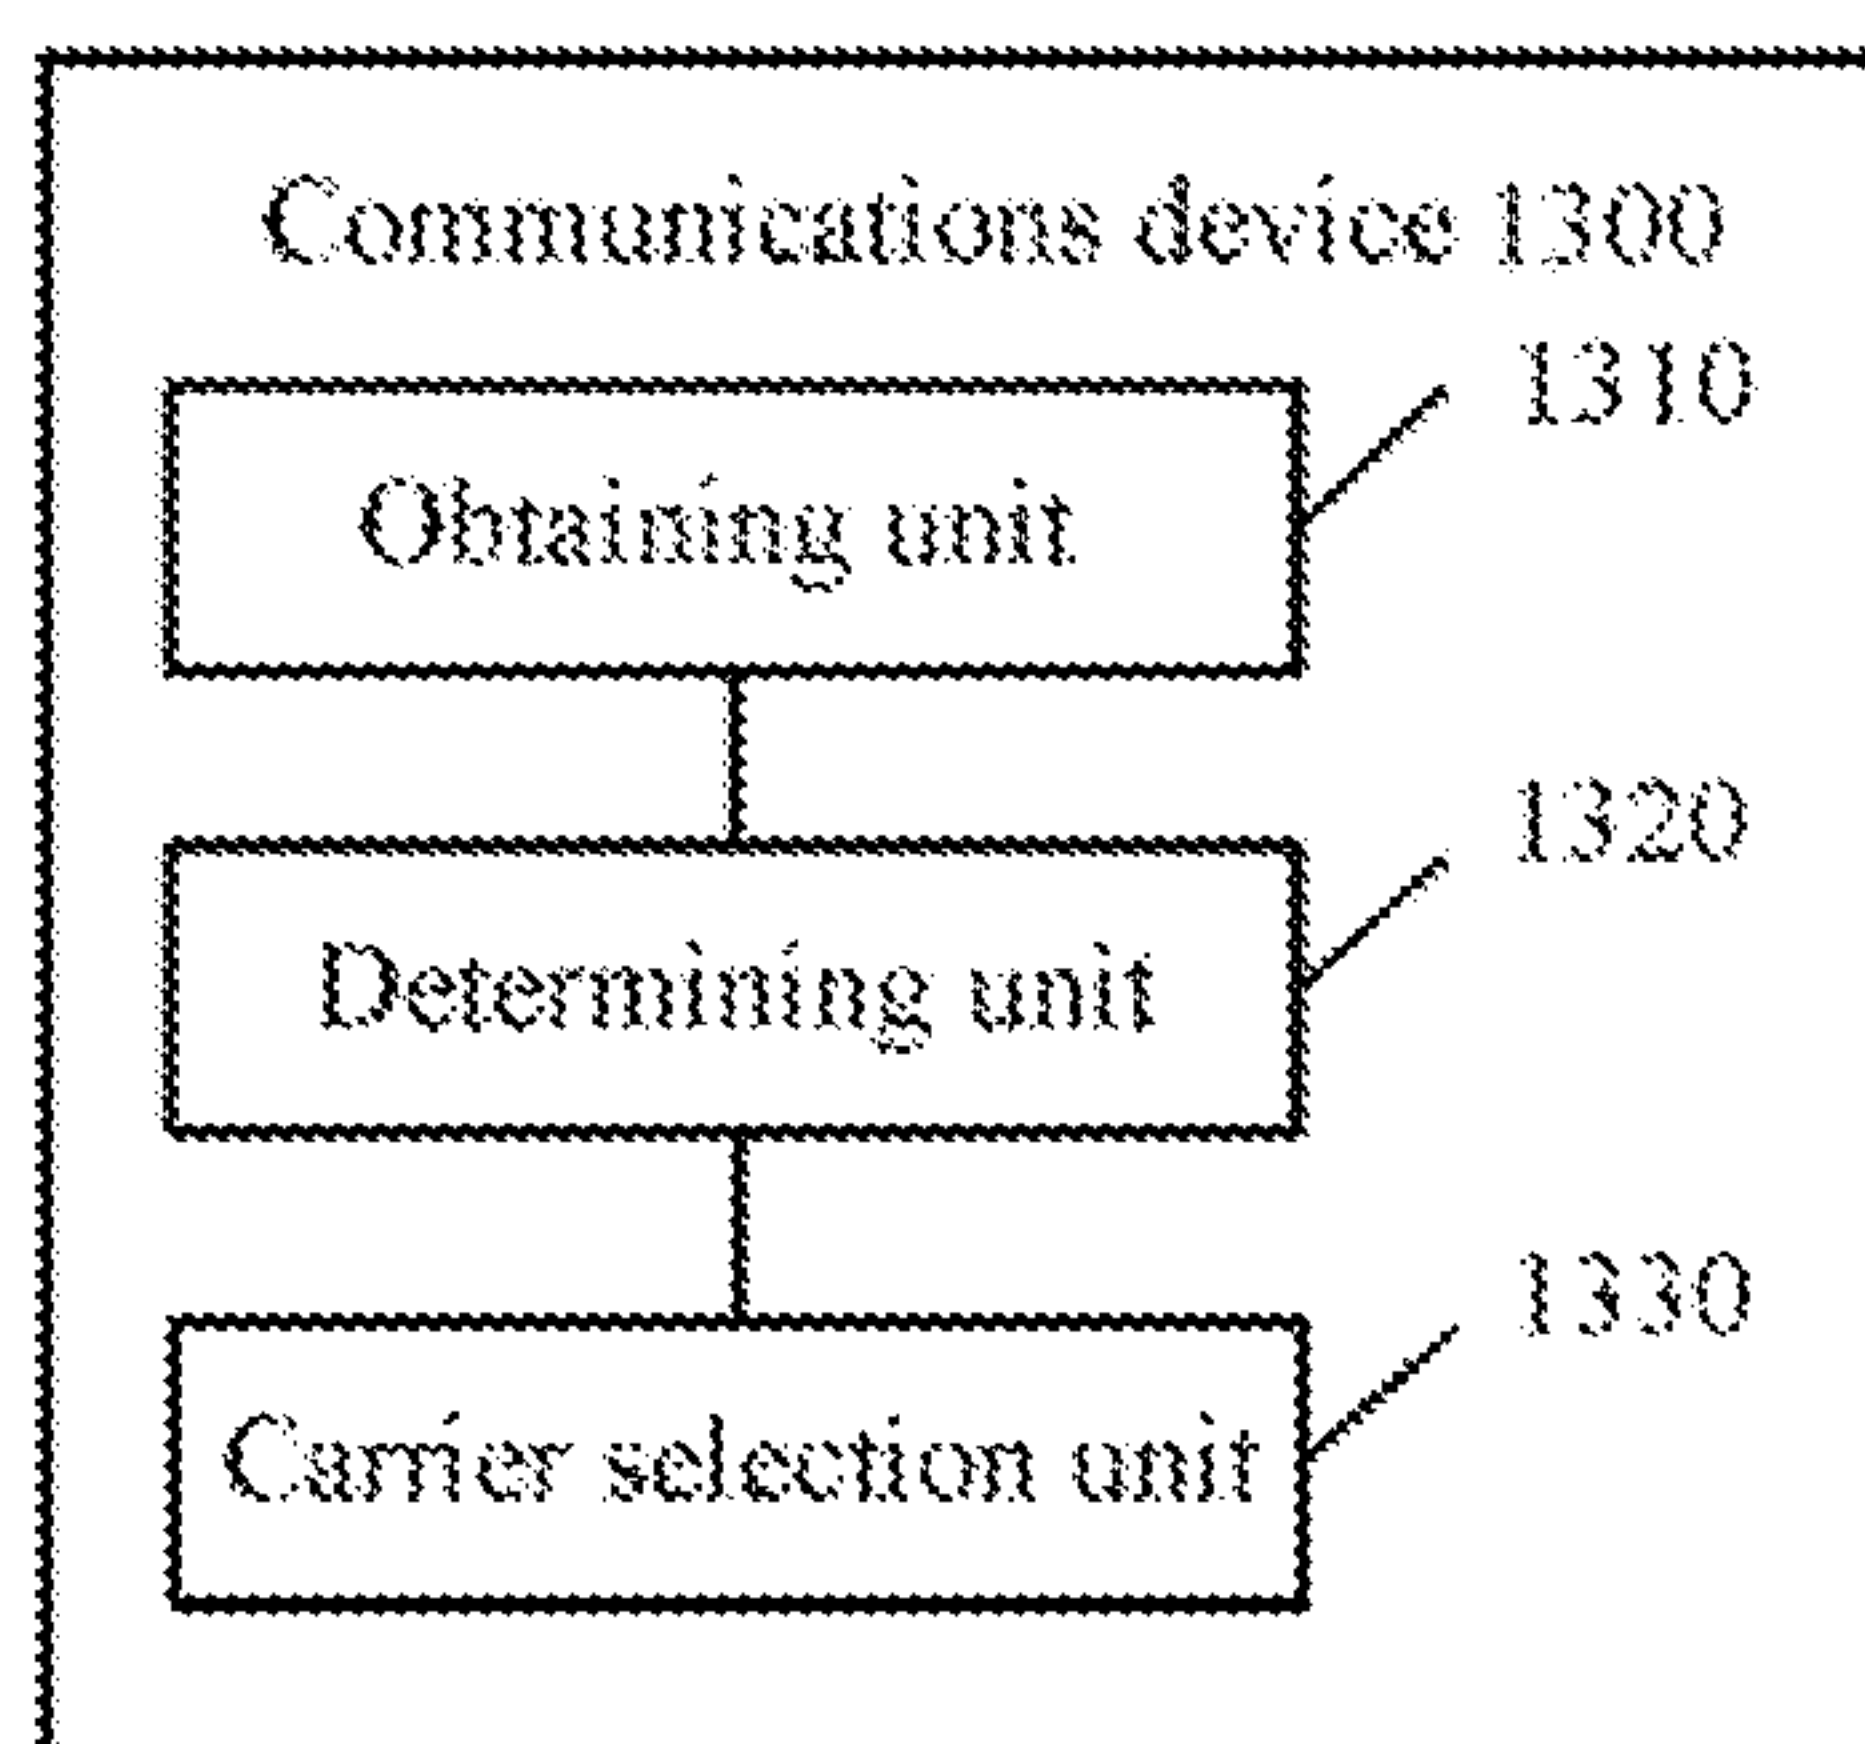 Communications device 1300
1310
Obtaining unit
1320
Determining unit
1330
Carrier selection unit